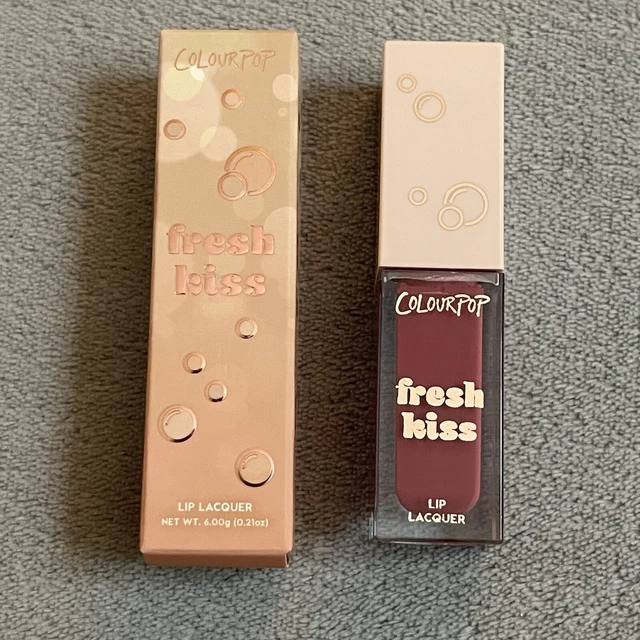 COLOURPOP
fresh
kiss
LIP LACQUER
NET WT. 6.00g (0.21oz)
COLOURPOP
fresh
kiss
LIP
LACQUER